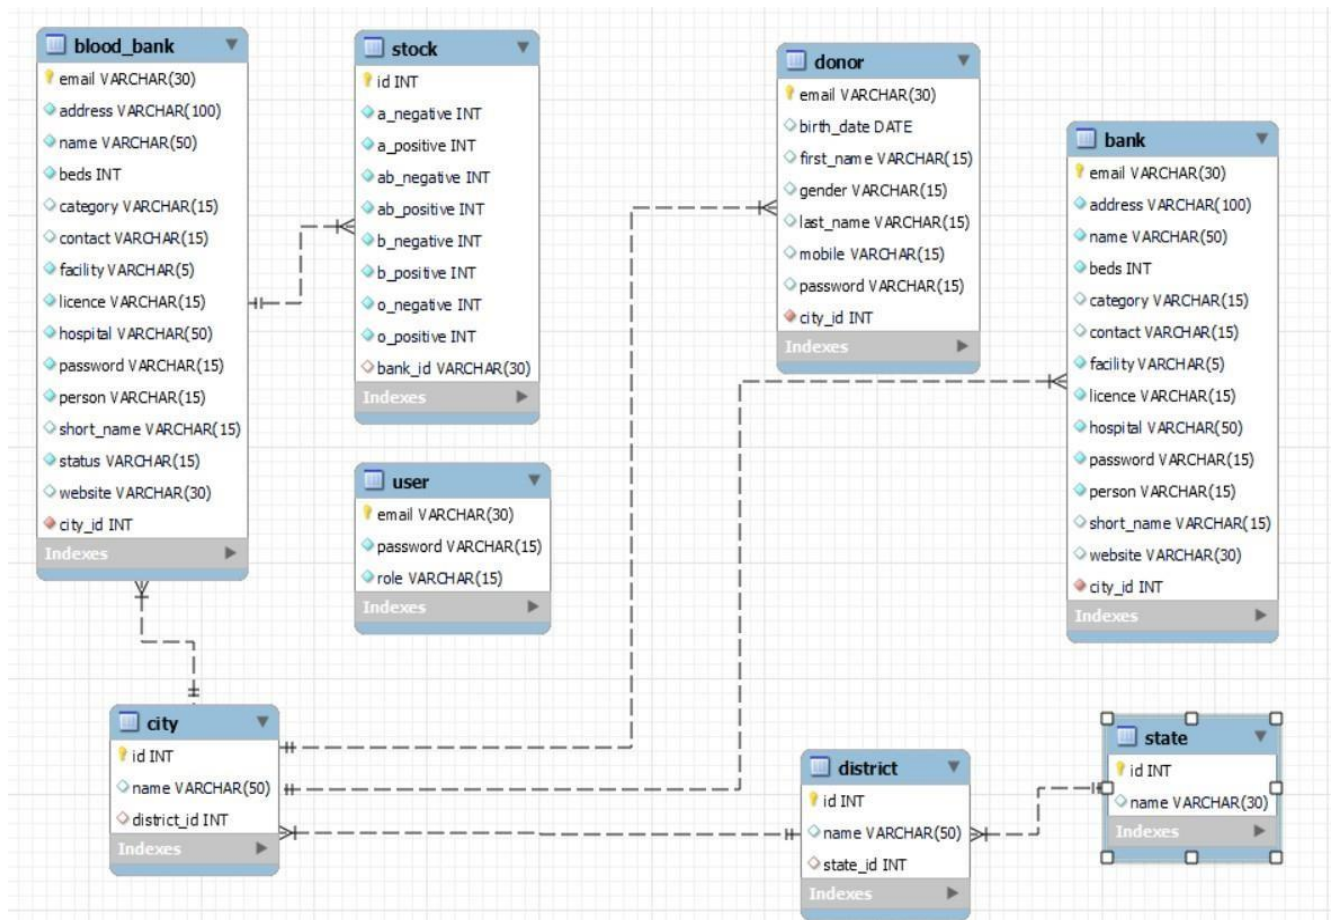 blood_bank
email VARCHAR(30)
address VARCHAR(100)
name VARCHAR(50)
beds INT
category VARCHAR(15)
contact VARCHAR(15)
facility VARCHAR(5)
licence VARCHAR(15)
hospital VARCHAR(50)
password VARCHAR(15)
person VARCHAR(15)
short_name VARCHAR(15)
status VARCHAR(15)
website VARCHAR(30)
city_id INT
Indexes
stock
id INT
a_negative INT
a_positive INT
ab_negative INT
ab_positive INT
b_negative INT
b_positive INT
o_negative INT
o_positive INT
bank_id VARCHAR(30)
Indexes
donor
email VARCHAR(30)
birth_date DATE
first_name VARCHAR(15)
gender VARCHAR(15)
last_name VARCHAR(15)
mobile VARCHAR(15)
password VARCHAR(15)
city_id INT
Indexes
bank
email VARCHAR(30)
address VARCHAR(100)
name VARCHAR(50)
beds INT
category VARCHAR(15)
contact VARCHAR(15)
facility VARCHAR(5)
licence VARCHAR(15)
hospital VARCHAR(50)
password VARCHAR(15)
person VARCHAR(15)
short_name VARCHAR(15)
website VARCHAR(30)
city_id INT
Indexes
user
email VARCHAR(30)
password VARCHAR(15)
role VARCHAR(15)
Indexes
city
id INT
name VARCHAR(50)
district_id INT
Indexes
district
id INT
name VARCHAR(50)
state_id INT
Indexes
state
id INT
name VARCHAR(30)
Indexes